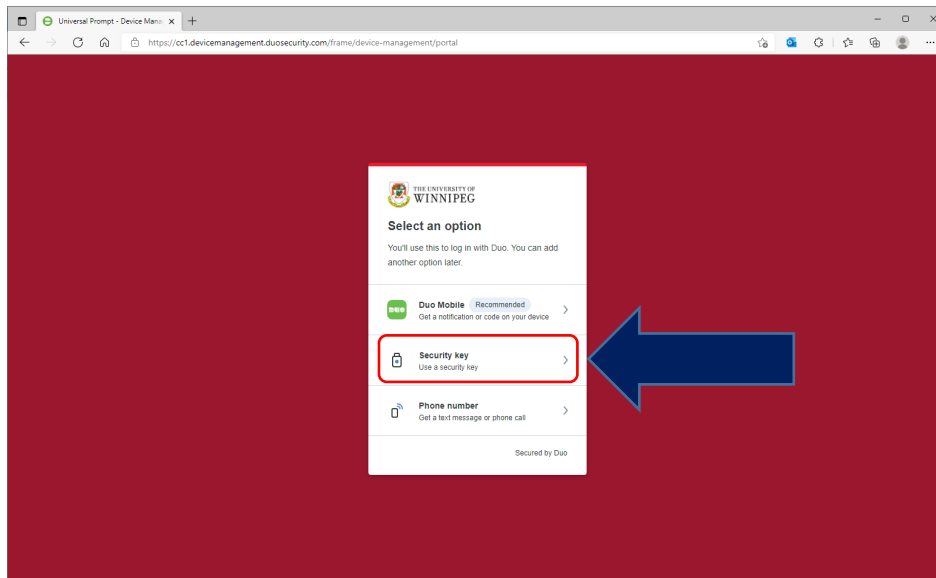 Universal Prompt - Device Mana
https://cc1.devicemanagement.duosecurity.com/frame/device-management/portal
THE UNIVERSITY OF
WINNIPEG
Select an option
You'll use this to log in with Duo. You can add
another option later.
DUO
Duo Mobile Recommended
Get a notification or code on your device
Security key
Use a security key
Phone number
Get a text message or phone call
Secured by Duo